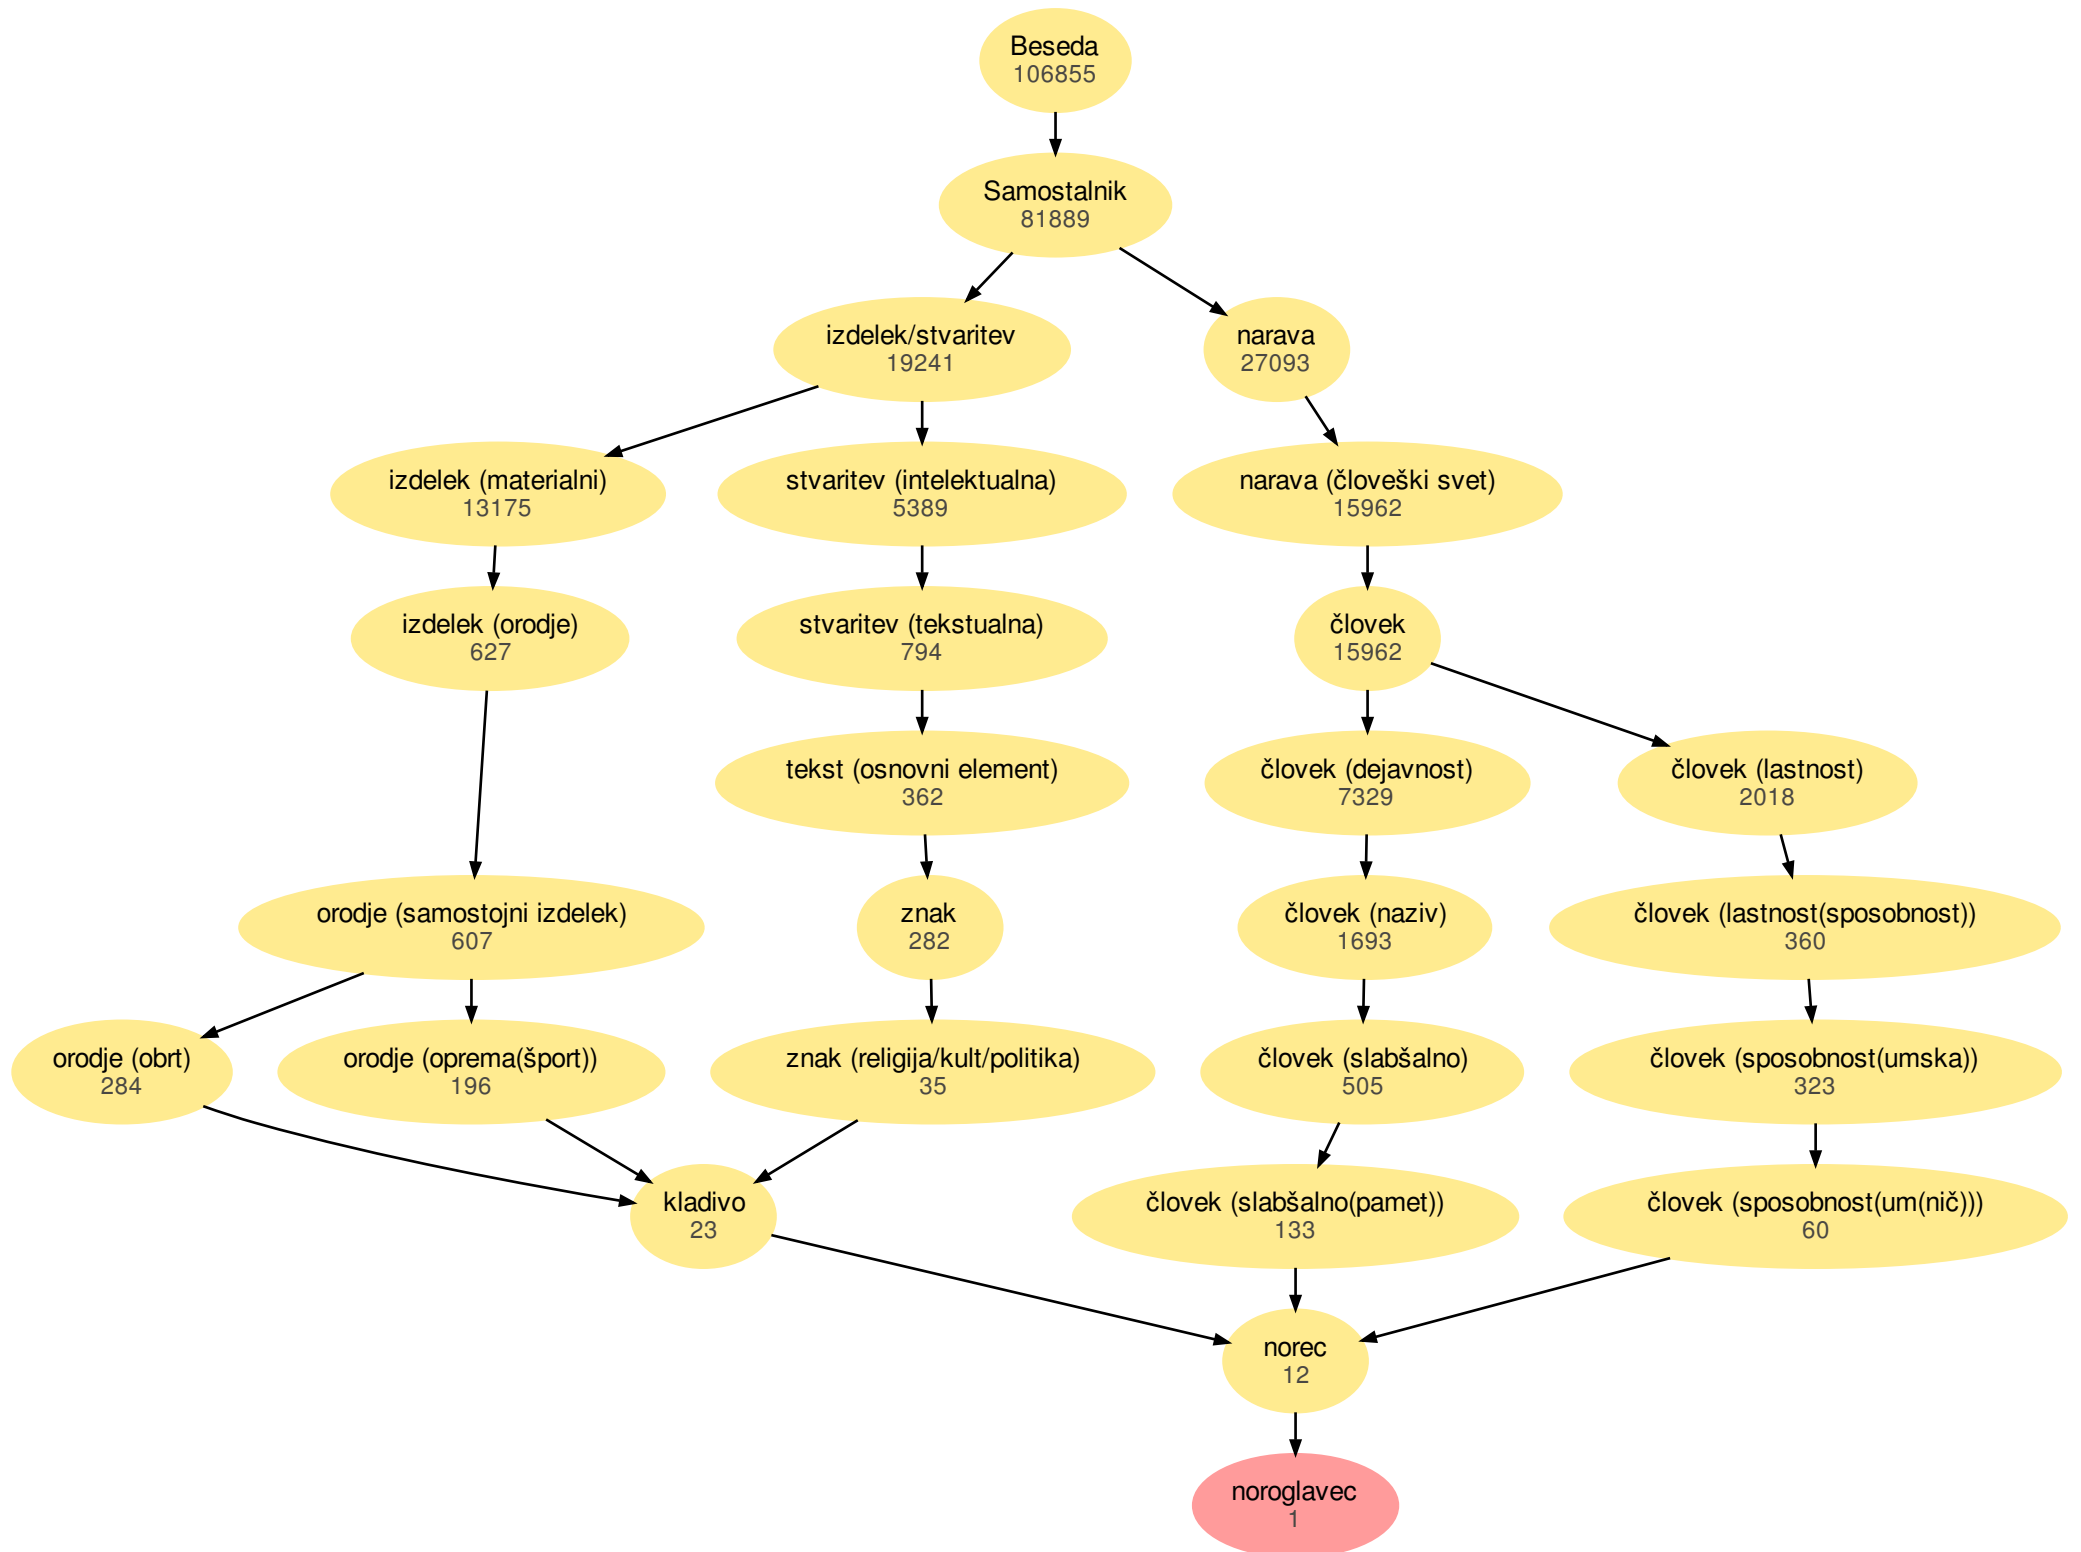 Beseda
106855
Samostalnik
81889
izdelek/stvaritev
19241
narava
27093
izdelek (materialni)
13175
stvaritev (intelektualna)
5389
narava (človeški svet)
15962
izdelek (orodje)
627
stvaritev (tekstualna)
794
človek
15962
tekst (osnovni element)
362
človek (dejavnost)
7329
človek (lastnost)
2018
orodje (samostojni izdelek)
607
znak
282
človek (naziv)
1693
človek (lastnost(sposobnost))
360
orodje (obrt)
284
orodje (oprema(šport))
196
znak (religija/kult/politika)
35
človek (slabšalno)
505
človek (sposobnost(umska))
323
kladivo
23
človek (slabšalno(pamet))
133
človek (sposobnost(um(nič)))
60
norec
12
noroglavec
1